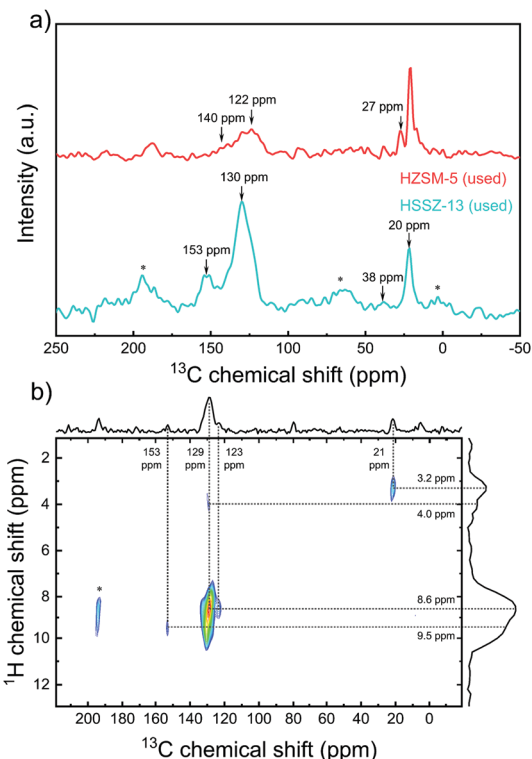 a)
Intensity (a.u.)
122 ppm
140 ppm
27 ppm
HZSM-5 (used)
130 ppm
HSSZ-13 (used)
20 ppm
153 ppm
38 ppm
*
*
*
250 200 150 100 50 0 -50
13C chemical shift (ppm)
b)
153 129 123 21
ppm ppm ppm ppm
3.2 ppm
4.0 ppm
*
8.6 ppm
9.5 ppm
1H chemical shift (ppm)
2
4
6
8
10
12
200 180 160 140 120 100 80 60 40 20 0
13C chemical shift (ppm)